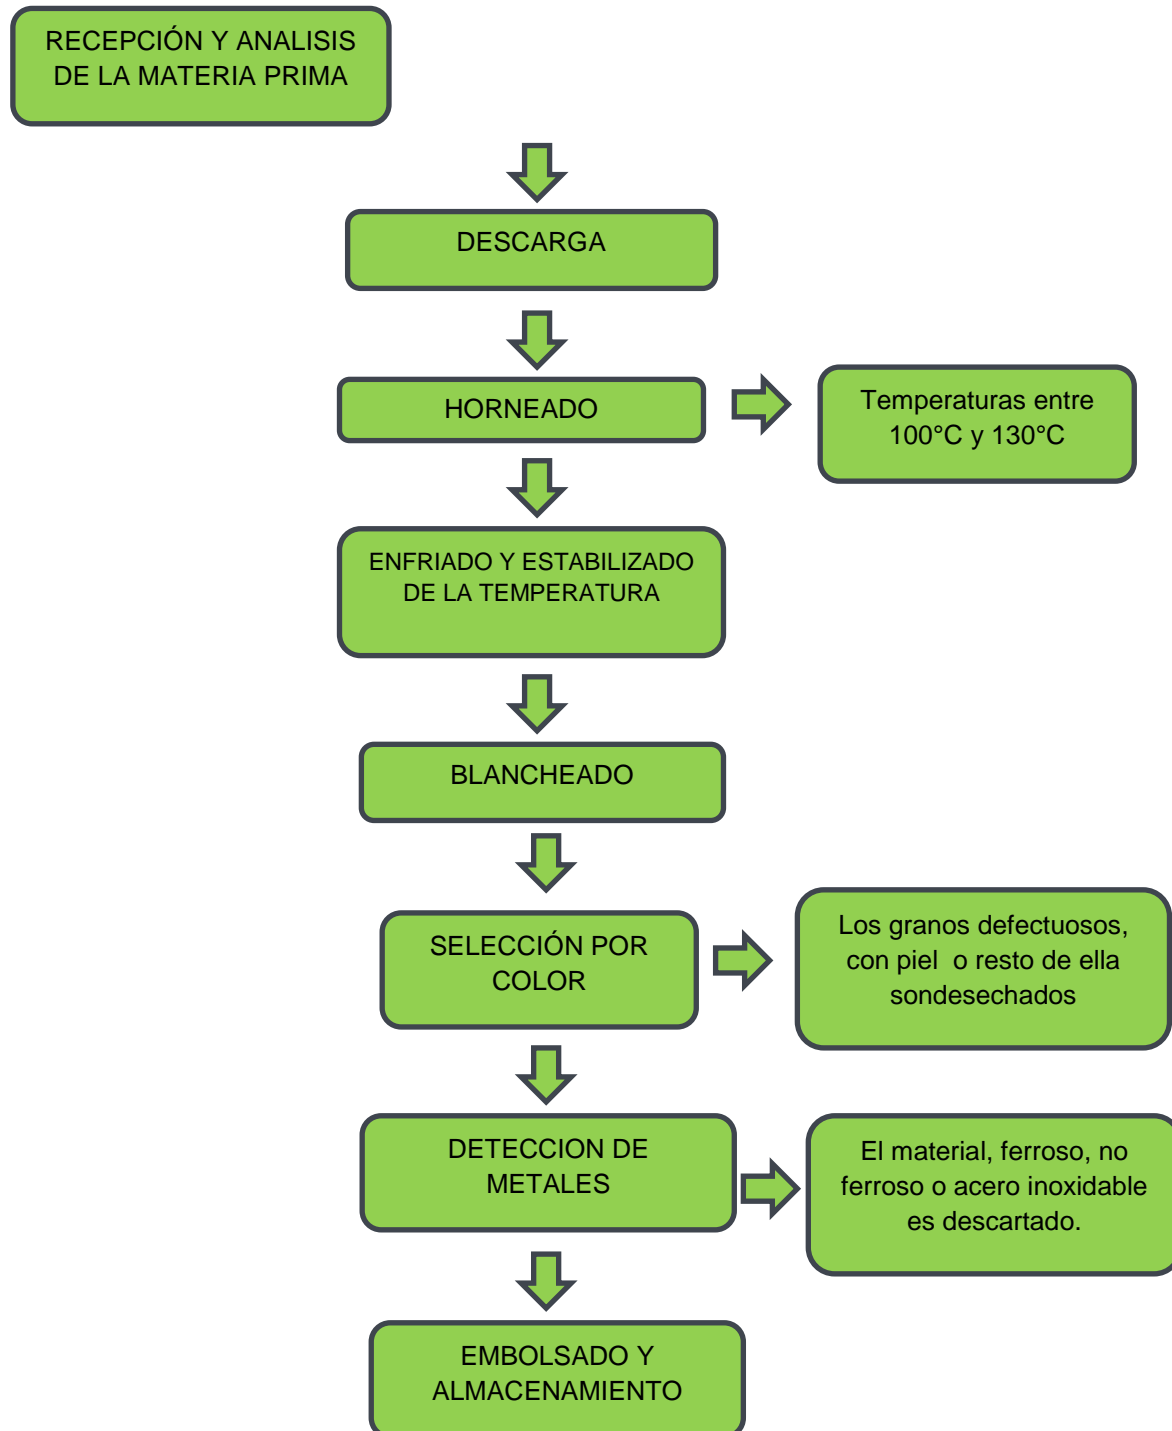 RECEPCIÓN Y ANALISIS
DE LA MATERIA PRIMA
DESCARGA
HORNEADO
Temperaturas entre
100°C y 130°C
ENFRIADO Y ESTABILIZADO
DE LA TEMPERATURA
BLANCHEADO
SELECCIÓN POR
COLOR
Los granos defectuosos,
con piel o resto de ella
sondesechados
DETECCION DE
METALES
El material, ferroso, no
ferroso o acero inoxidable
es descartado.
EMBOLSADO Y
ALMACENAMIENTO